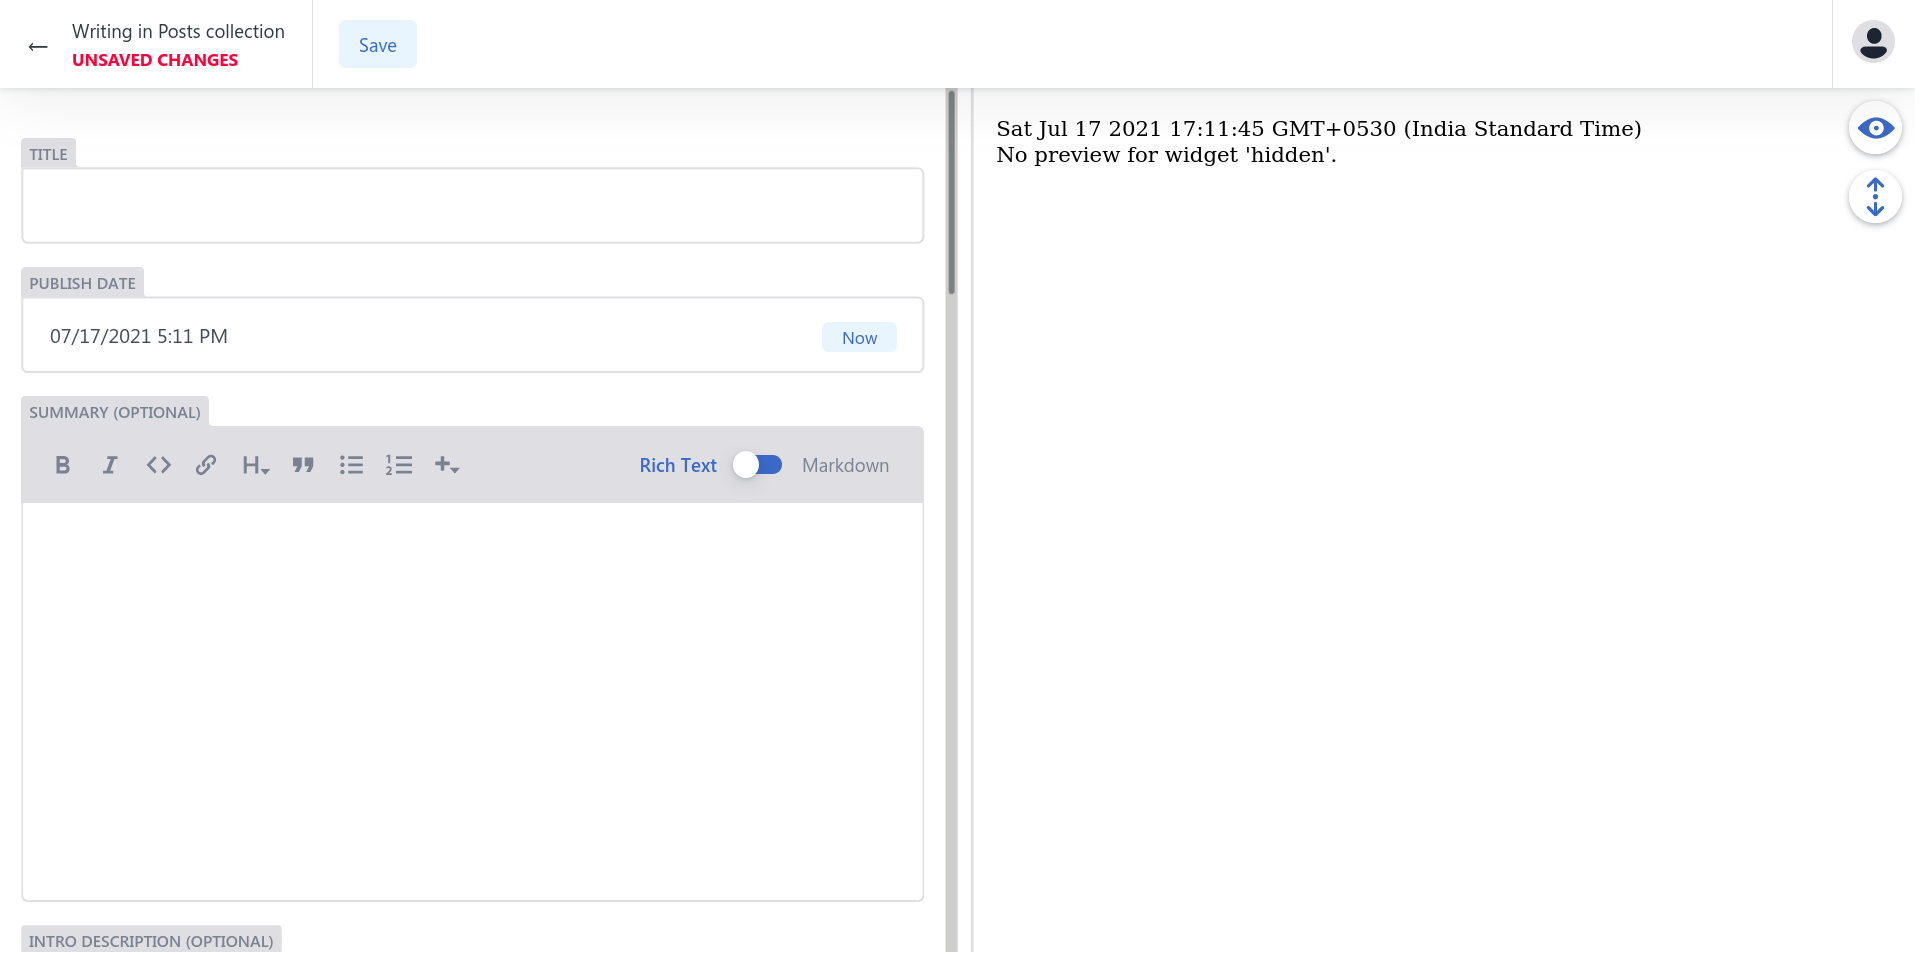 Writing in Posts collection
UNSAVED CHANGES
Save
TITLE
PUBLISH DATE
07/17/2021 5:11 PM
Now
SUMMARY (OPTIONAL)
Rich Text
Markdown
INTRO DESCRIPTION (OPTIONAL)
Sat Jul 17 2021 17:11:45 GMT+0530 (India Standard Time)
No preview for widget 'hidden'.